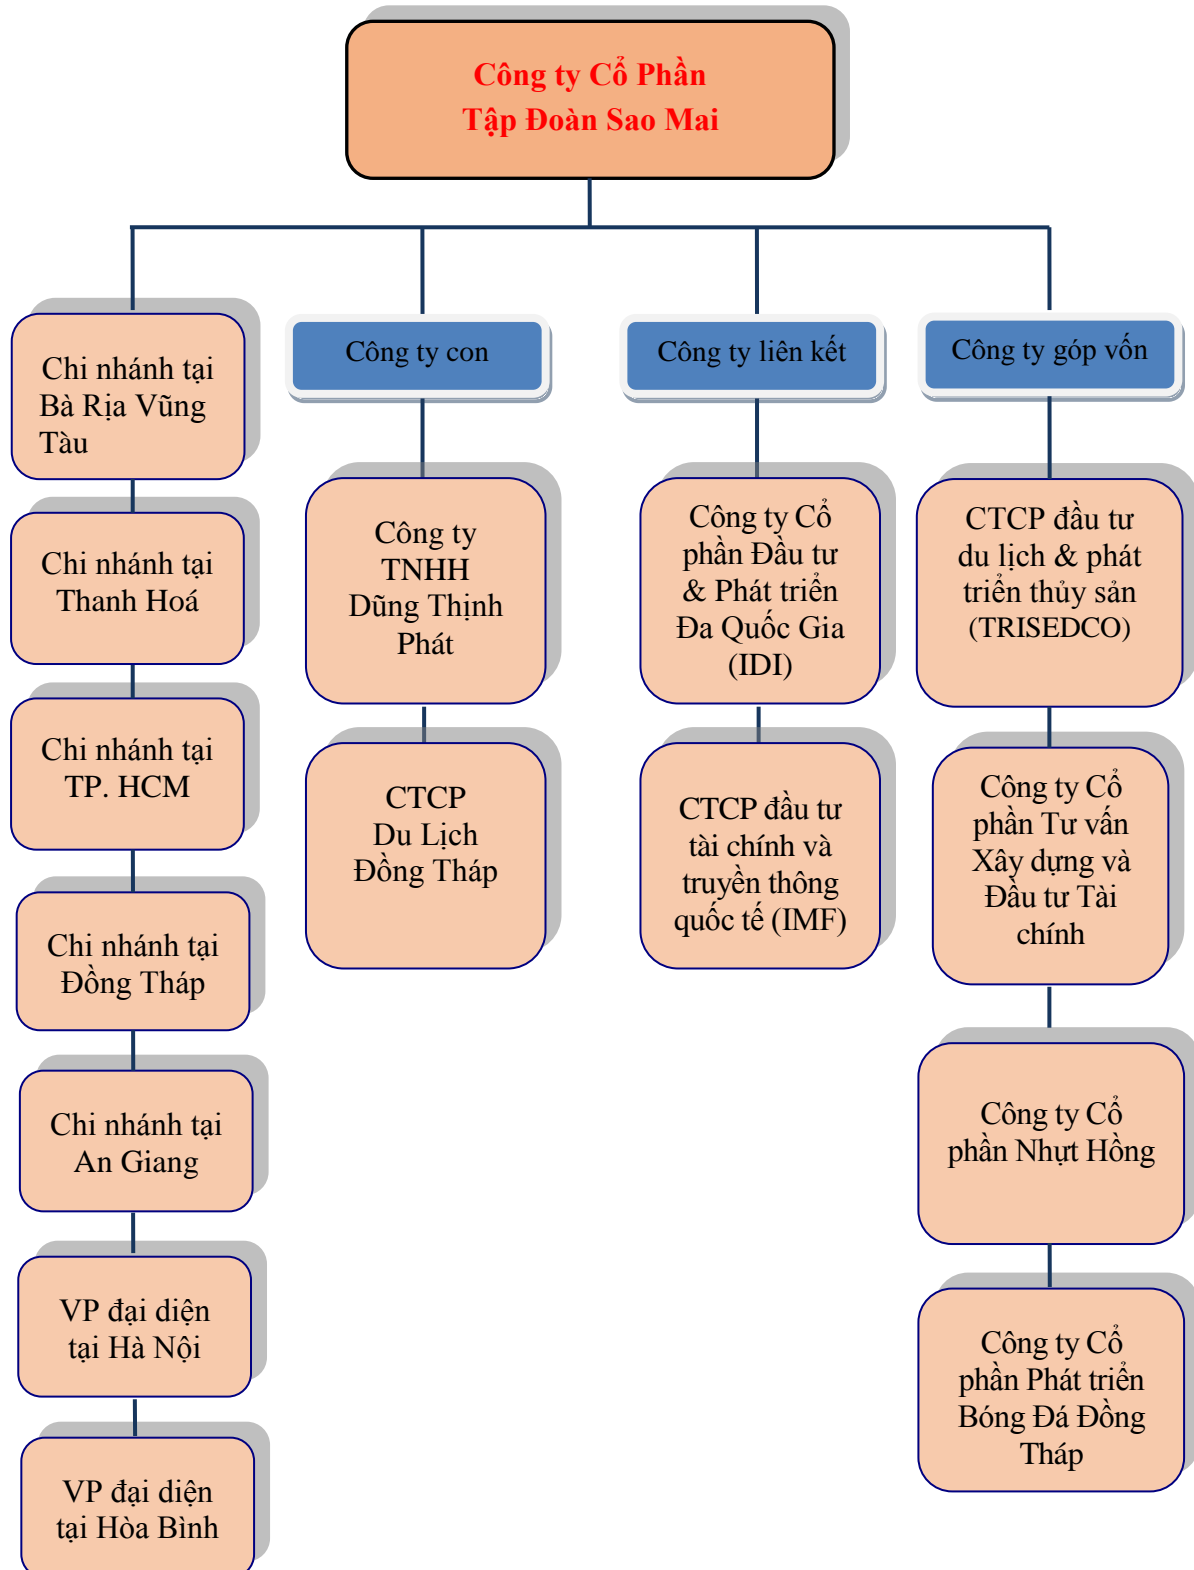 Công ty Cổ Phần
Tập Đoàn Sao Mai
Chi nhánh tại
Bà Rịa Vũng
Tàu
Chi nhánh tại
Thanh Hoá
Chi nhánh tại
TP. HCM
Chi nhánh tại
Đồng Tháp
Chi nhánh tại
An Giang
VP đại diện
tại Hà Nội
VP đại diện
tại Hòa Bình
Công ty con
Công ty
TNHH
Dũng Thịnh
Phát
CTCP
Du Lịch
Đồng Tháp
Công ty liên kết
Công ty Cổ
phần Đầu tư
& Phát triển
Đa Quốc Gia
(IDI)
CTCP đầu tư
tài chính và
truyền thông
quốc tế (IMF)
Công ty góp vốn
CTCP đầu tư
du lịch & phát
triển thủy sản
(TRISEDCO)
Công ty Cổ
phần Tư vấn
Xây dựng và
Đầu tư Tài
chính
Công ty Cổ
phần Nhựt Hồng
Công ty Cổ
phần Phát triển
Bóng Đá Đồng
Tháp